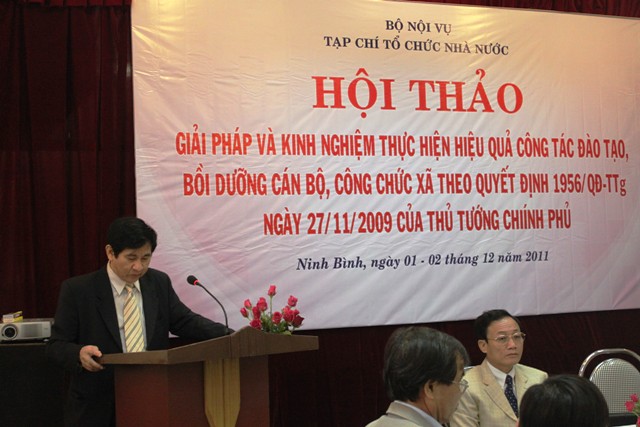 BỘ NỘI VỤ
TẠP CHÍ TỔ CHỨC NHÀ NƯỚC
HỘI THẢO
GIẢI PHÁP VÀ KINH NGHIỆM THỰC HIỆN HIỆU QUẢ CÔNG TÁC ĐÀO TẠO,
BỒI DƯỠNG CÁN BỘ, CÔNG CHỨC XÃ THEO QUYẾT ĐỊNH 1956/QĐ-TTg
NGÀY 27/11/2009 CỦA THỦ TƯỚNG CHIÍNH PHỦ
Ninh Bình, ngày 01 - 02 tháng 12 năm 2011